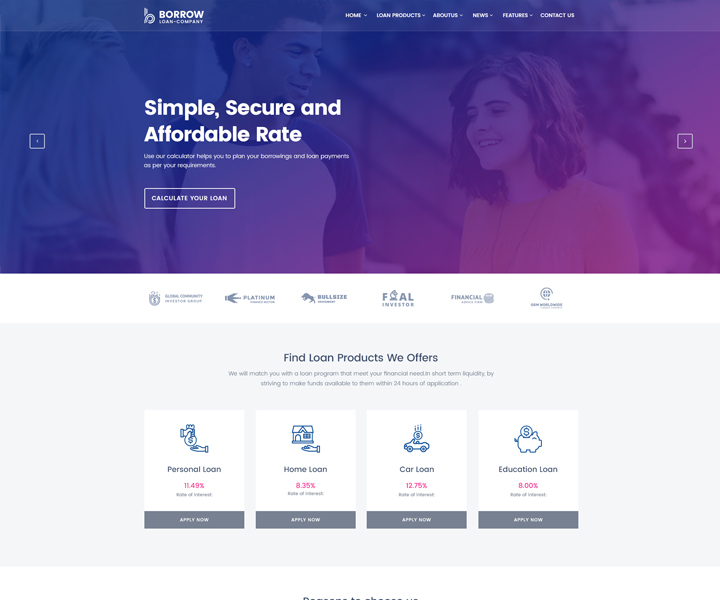 BORROW
LOAN-COMPANY
HOME LOAN PRODUCTS ABOUTUS NEWS FEATURES CONTACT US
Simple, Secure and
Affordable Rate
Use our calculator helps you to plan your borrowings and loan payments
as per your requirements.
CALCULATE YOUR LOAN
GLOBAL COMMUNITY
INVESTOR GROUP
PLATINUM
BULLSIZE
INVESTOR
FINANCIAL
GSM WORLDWIDE
Find Loan Products We Offers
We will match you with a loan program that meet your financial need.In short term liquidity, by
striving to make funds available to them within 24 hours of application .
Personal Loan
11.49%
Rate of Interest:
APPLY NOW
Home Loan
8.35%
Rate of Interest:
APPLY NOW
Car Loan
12.75%
Rate of Interest:
APPLY NOW
Education Loan
8.00%
Rate of Interest:
APPLY NOW